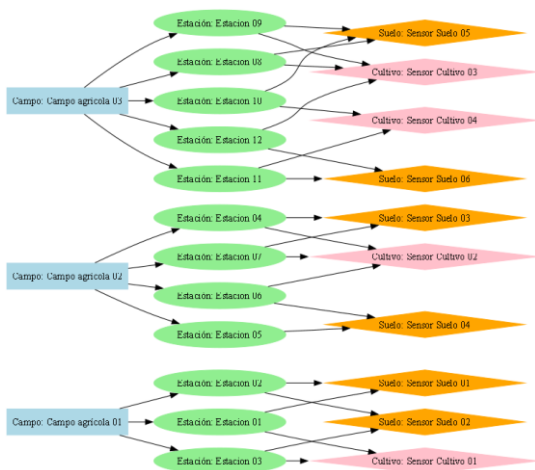 Estación: Estacion 09
Suelo: Sensor Suelo 05
Estación: Estacion 08
Cultivo: Sensor Cultivo 03
Campo: Campo agricola 03
Estación: Estacion 10
Cultivo: Sensor Cultivo 04
Estación: Estacion 12
Estación: Estacion 11
Suelo: Sensor Suelo 06
Estación: Estacion 04
Suelo: Sensor Suelo 03
Estación: Estacion 07
Cultivo: Sensor Cultivo 02
Campo: Campo agricola 02
Estación: Estacion 06
Estación: Estacion 05
Suelo: Sensor Suelo 04
Estación: Estacion 02
Suelo: Sensor Suelo 01
Campo: Campo agricola 01
Estación: Estacion 01
Suelo: Sensor Suelo 02
Estación: Estacion 03
Cultivo: Sensor Cultivo 01